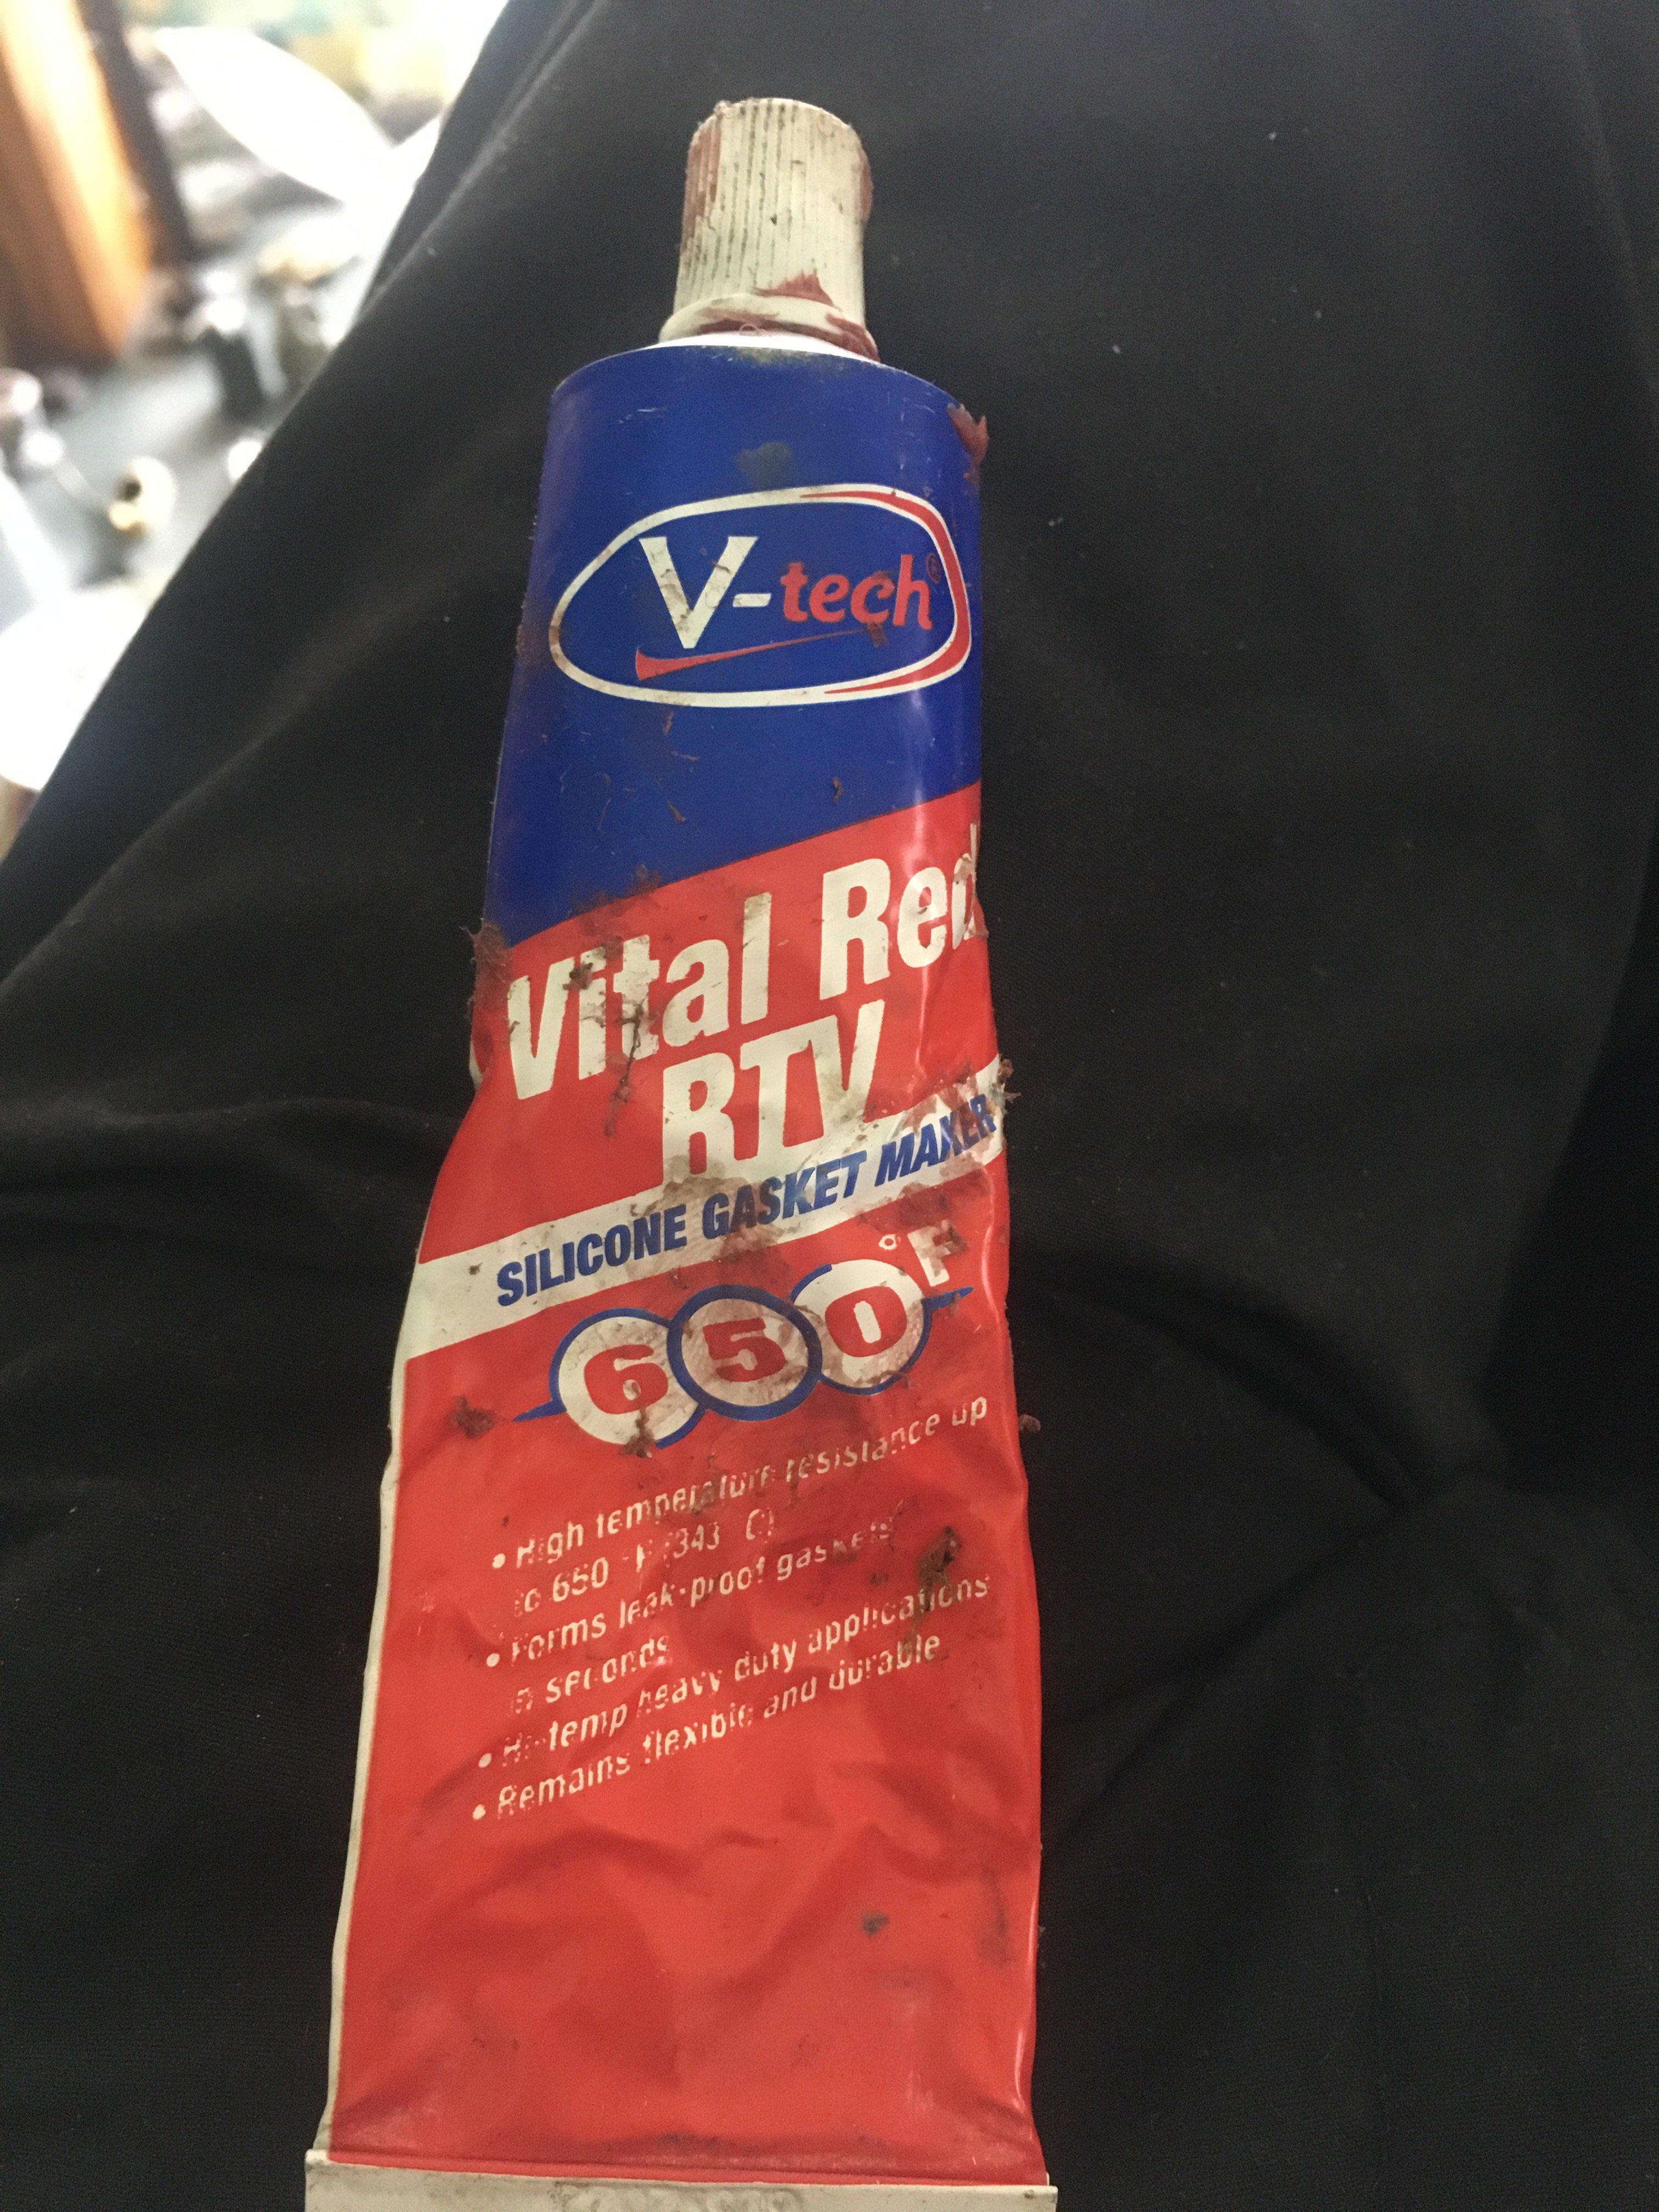 V-tech®
Vital Red
RTV
SILICONE GASKET MAKER
650°F
• High temperature resistance up
to 650 °F (343 °C)
• Forms leak-proof gaskets
in seconds
• Hi-temp heavy duty applications
• Remains flexible and durable